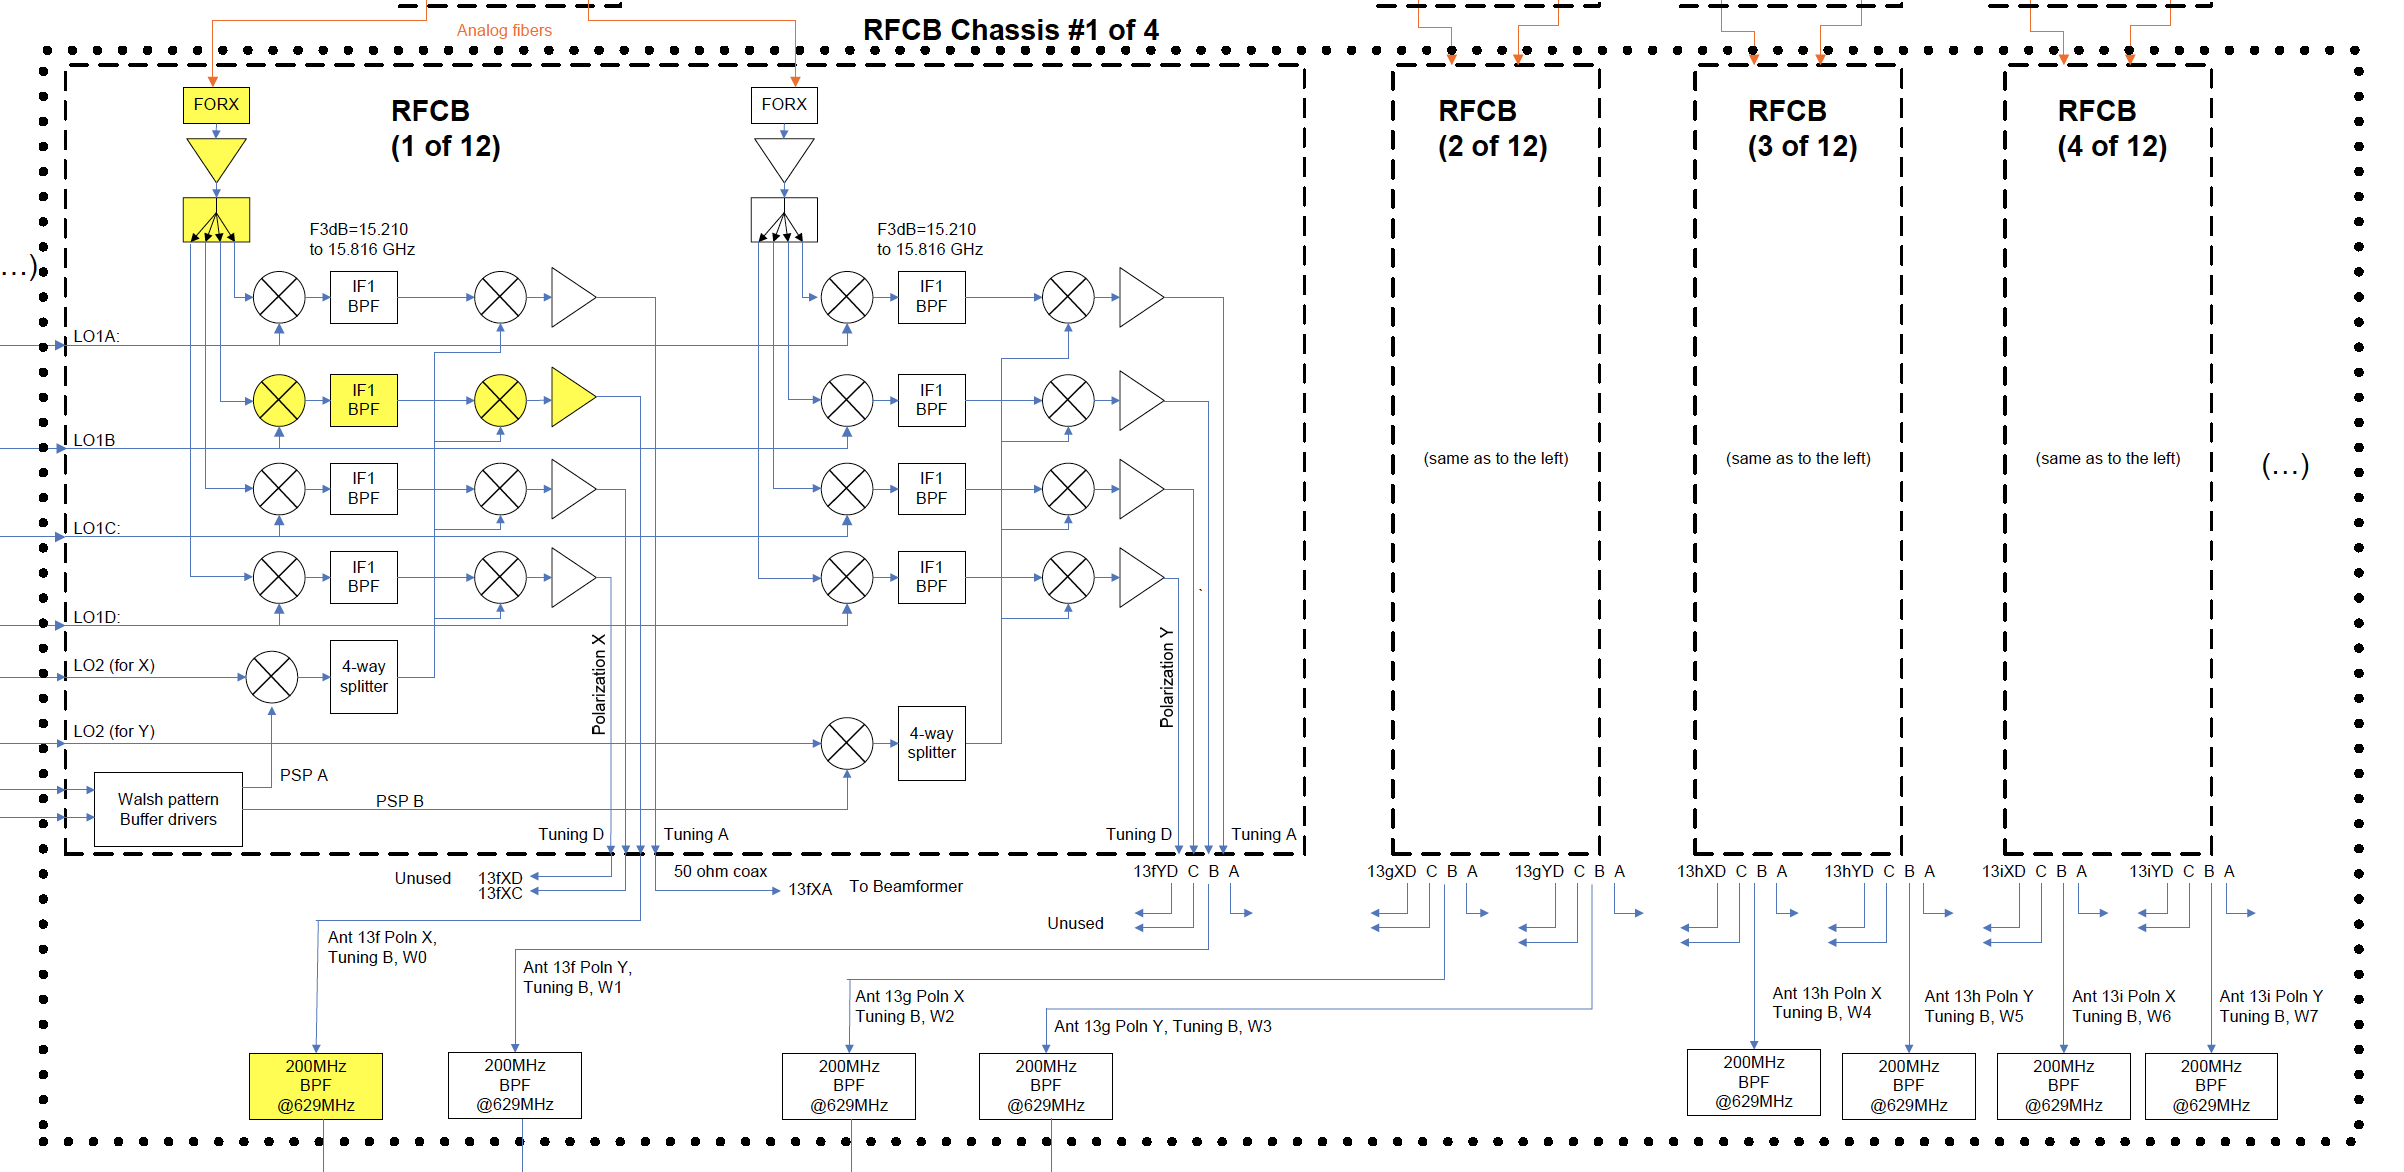 Analog fibers
RFCB Chassis #1 of 4
FORX
RFCB
(1 of 12)
FORX
RFCB
(2 of 12)
RFCB
(3 of 12)
RFCB
(4 of 12)
F3dB=15.210
to 15.816 GHz
F3dB=15.210
to 15.816 GHz
...)
IF1
BPF
IF1
BPF
LO1A:
IF1
BPF
IF1
BPF
LO1B
(same as to the left)
(same as to the left)
(same as to the left)
(...)
IF1
BPF
IF1
BPF
LO1C:
IF1
BPF
IF1
BPF
LO1D:
LO2 (for X)
4-way
splitter
Polarization X
Polarization Y
LO2 (for Y)
4-way
splitter
PSP A
Walsh pattern
Buffer drivers
PSP B
Tuning D
Tuning A
Tuning D
Tuning A
50 ohm coax
Unused
13fXD
13fXC
13fXA
To Beamformer
13fYD C B A
Unused
13gXD C B A
13gYD C B A
13hXD C B A
13hYD C B A
13iXD C B A
13iYD C B A
Ant 13f Poln X,
Tuning B, W0
Ant 13f Poln Y,
Tuning B, W1
Ant 13g Poln X
Tuning B, W2
Ant 13g Poln Y, Tuning B, W3
Ant 13h Poln X
Tuning B, W4
Ant 13h Poln Y
Tuning B, W5
Ant 13i Poln X
Tuning B, W6
Ant 13i Poln Y
Tuning B, W7
200MHz
BPF
@629MHz
200MHz
BPF
@629MHz
200MHz
BPF
@629MHz
200MHz
BPF
@629MHz
200MHz
BPF
@629MHz
200MHz
BPF
@629MHz
200MHz
BPF
@629MHz
200MHz
BPF
@629MHz